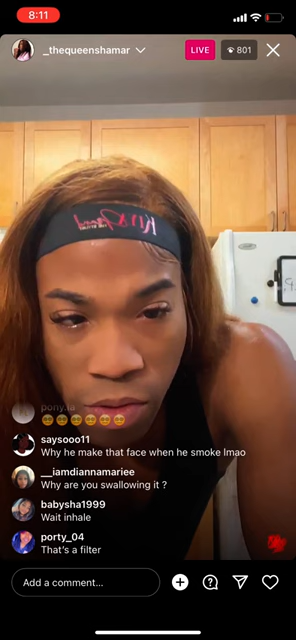 8:11
_thequeenshamar
LIVE
801
pony.ta
😎😎😎😎😎😎
saysooo11
Why he make that face when he smoke lmao
__iamdiannamariee
Why are you swallowing it ?
babysha1999
Wait inhale
porty_04
That's a filter
Add a comment...